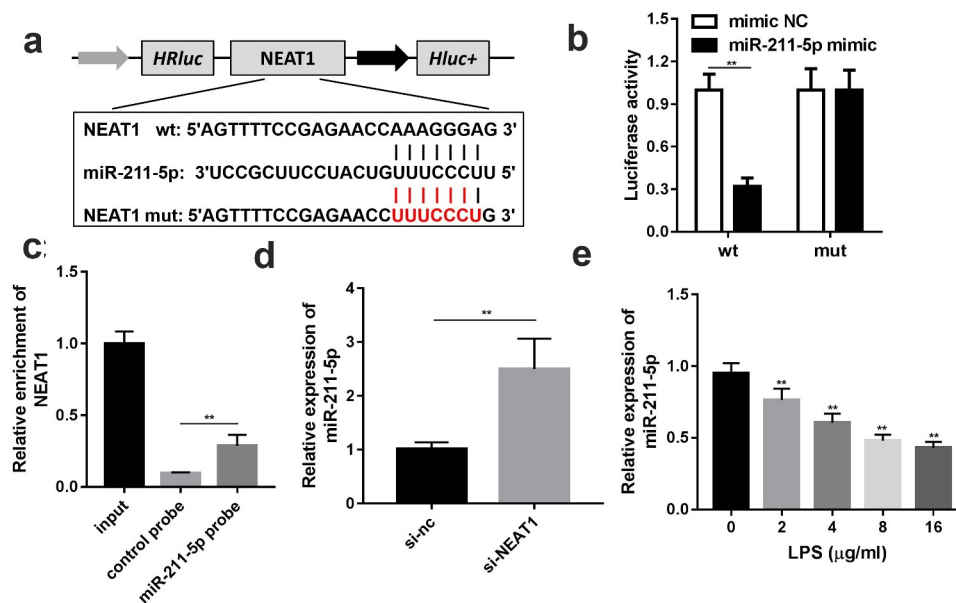 a
HRluc NEAT1 Hluc+
NEAT1 wt: 5'AGTTTTCCGAGAACCAAAGGGAG 3'
miR-211-5p: 3'UCCGCUUCCUACUGUUUCCCUU 5'
NEAT1 mut: 5'AGTTTTCCGAGAACCUUUCCCUG 3'
b
mimic NC
miR-211-5p mimic
Luciferase activity
1.5
1.2
0.9
0.6
0.3
0.0
**
wt mut
c
Relative enrichment of
NEAT1
1.5
1.0
0.5
0.0
**
input
control probe
miR-211-5p probe
d
Relative expression of
miR-211-5p
4
3
2
1
0
**
si-nc
si-NEAT1
e
Relative expression of
miR-211-5p
1.5
1.0
0.5
0.0
** ** ** **
0 2 4 8 16
LPS (μg/ml)